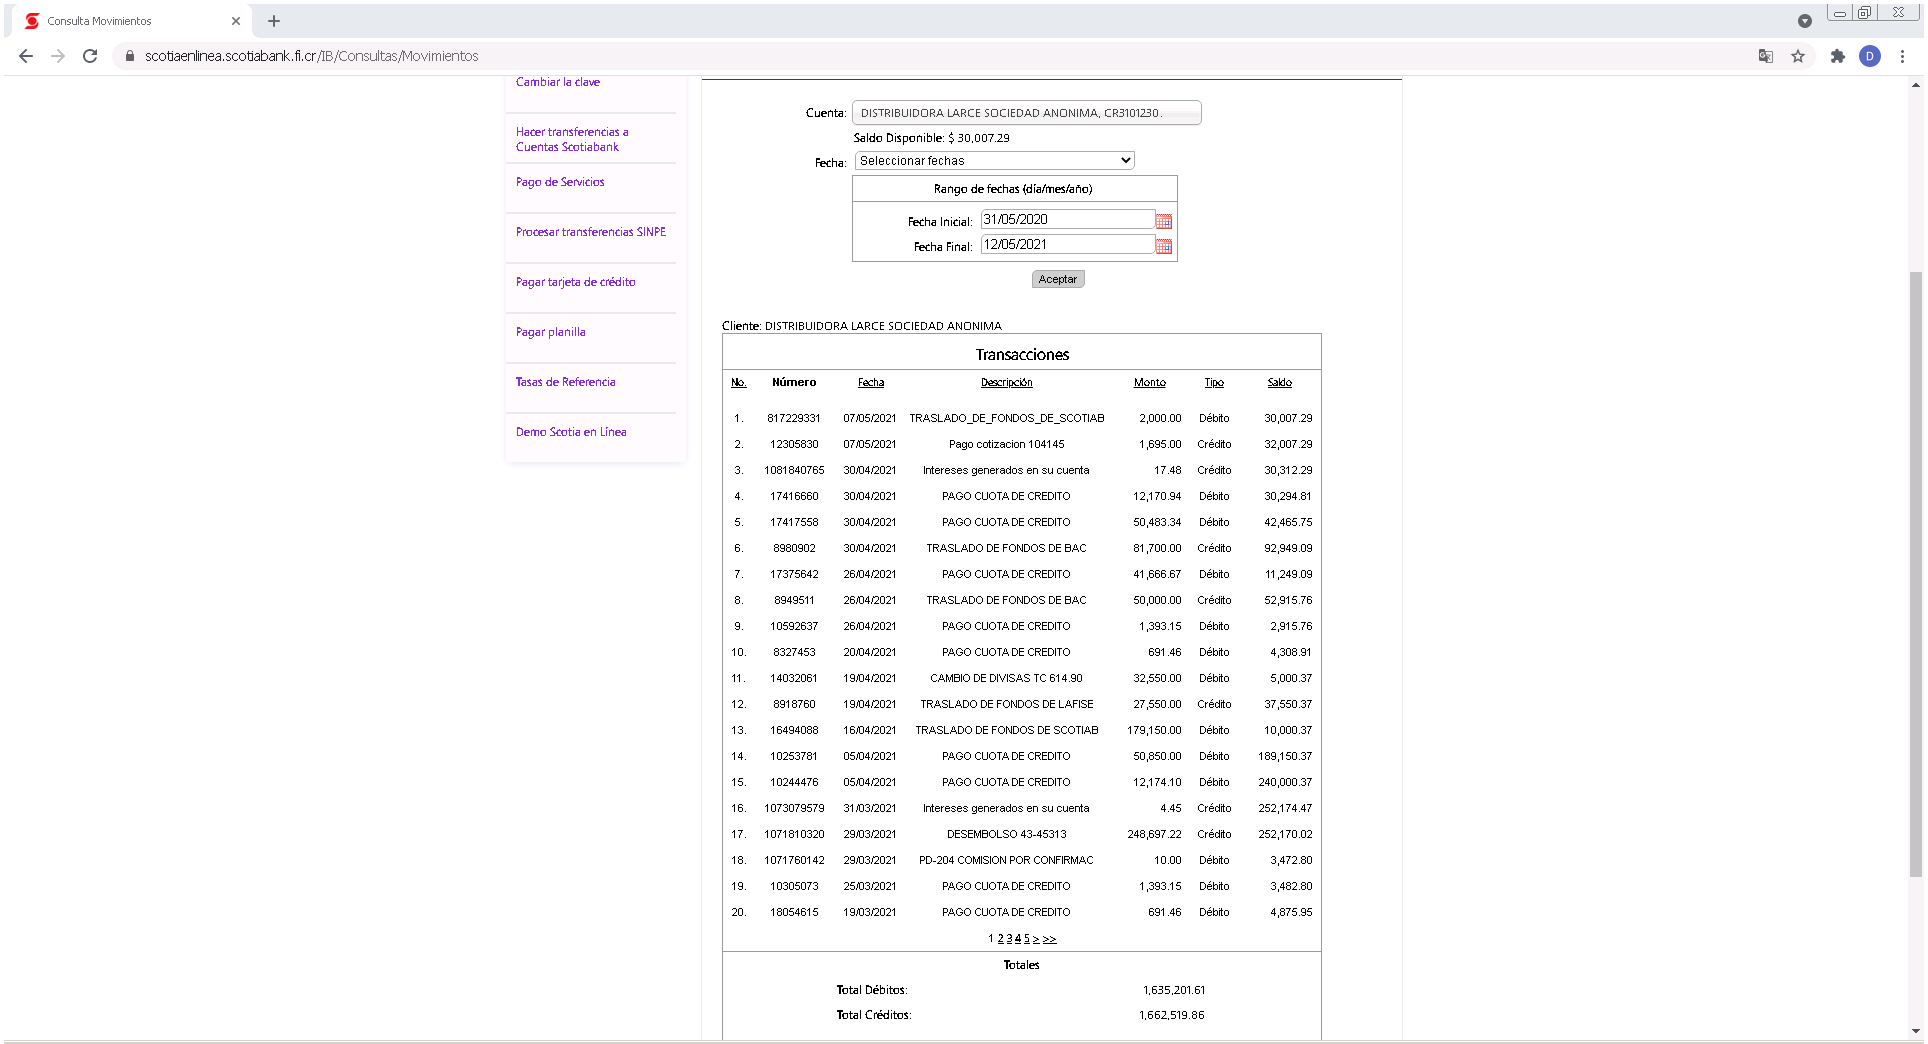 Consulta Movimientos
scotiaenlinea.scotiabank.fi.cr/IB/Consultas/Movimientos
D
Cambiar la clave
Hacer transferencias a
Cuentas Scotiabank
Pago de Servicios
Procesar transferencias SINPE
Pagar tarjeta de crédito
Pagar planilla
Tasas de Referencia
Demo Scotia en Línea
Cuenta: DISTRIBUIDORA LARCE SOCIEDAD ANONIMA, CR3101230.
Saldo Disponible: $ 30,007.29
Fecha: Seleccionar fechas
Rango de fechas (día/mes/año)
Fecha Inicial: 31/05/2020
Fecha Final: 12/05/2021
Aceptar
Cliente: DISTRIBUIDORA LARCE SOCIEDAD ANONIMA
Transacciones
No. Número Fecha Descripción Monto Tipo Saldo
1. 817229331 07/05/2021 TRASLADO_DE_FONDOS_DE_SCOTIAB 2,000.00 Débito 30,007.29
2. 12305830 07/05/2021 Pago cotizacion 104145 1,695.00 Crédito 32,007.29
3. 1081840765 30/04/2021 Intereses generados en su cuenta 17.48 Crédito 30,312.29
4. 17416660 30/04/2021 PAGO CUOTA DE CREDITO 12,170.94 Débito 30,294.81
5. 17417558 30/04/2021 PAGO CUOTA DE CREDITO 50,483.34 Débito 42,465.75
6. 8980902 30/04/2021 TRASLADO DE FONDOS DE BAC 81,700.00 Crédito 92,949.09
7. 17375642 26/04/2021 PAGO CUOTA DE CREDITO 41,666.67 Débito 11,249.09
8. 8949511 26/04/2021 TRASLADO DE FONDOS DE BAC 50,000.00 Crédito 52,915.76
9. 10592637 26/04/2021 PAGO CUOTA DE CREDITO 1,393.15 Débito 2,915.76
10. 8327453 20/04/2021 PAGO CUOTA DE CREDITO 691.46 Débito 4,308.91
11. 14032061 19/04/2021 CAMBIO DE DIVISAS TC 614.90 32,550.00 Débito 5,000.37
12. 8918760 19/04/2021 TRASLADO DE FONDOS DE LAFISE 27,550.00 Crédito 37,550.37
13. 16494088 16/04/2021 TRASLADO DE FONDOS DE SCOTIAB 179,150.00 Débito 10,000.37
14. 10253781 05/04/2021 PAGO CUOTA DE CREDITO 50,850.00 Débito 189,150.37
15. 10244476 05/04/2021 PAGO CUOTA DE CREDITO 12,174.10 Débito 240,000.37
16. 1073079579 31/03/2021 Intereses generados en su cuenta 4.45 Crédito 252,174.47
17. 1071810320 29/03/2021 DESEMBOLSO 43-45313 248,697.22 Crédito 252,170.02
18. 1071760142 29/03/2021 PD-204 COMISION POR CONFIRMAC 10.00 Débito 3,472.80
19. 10305073 25/03/2021 PAGO CUOTA DE CREDITO 1,393.15 Débito 3,482.80
20. 18054615 19/03/2021 PAGO CUOTA DE CREDITO 691.46 Débito 4,875.95
1 2 3 4 5 > >>
Totales
Total Débitos: 1,635,201.61
Total Créditos: 1,662,519.86